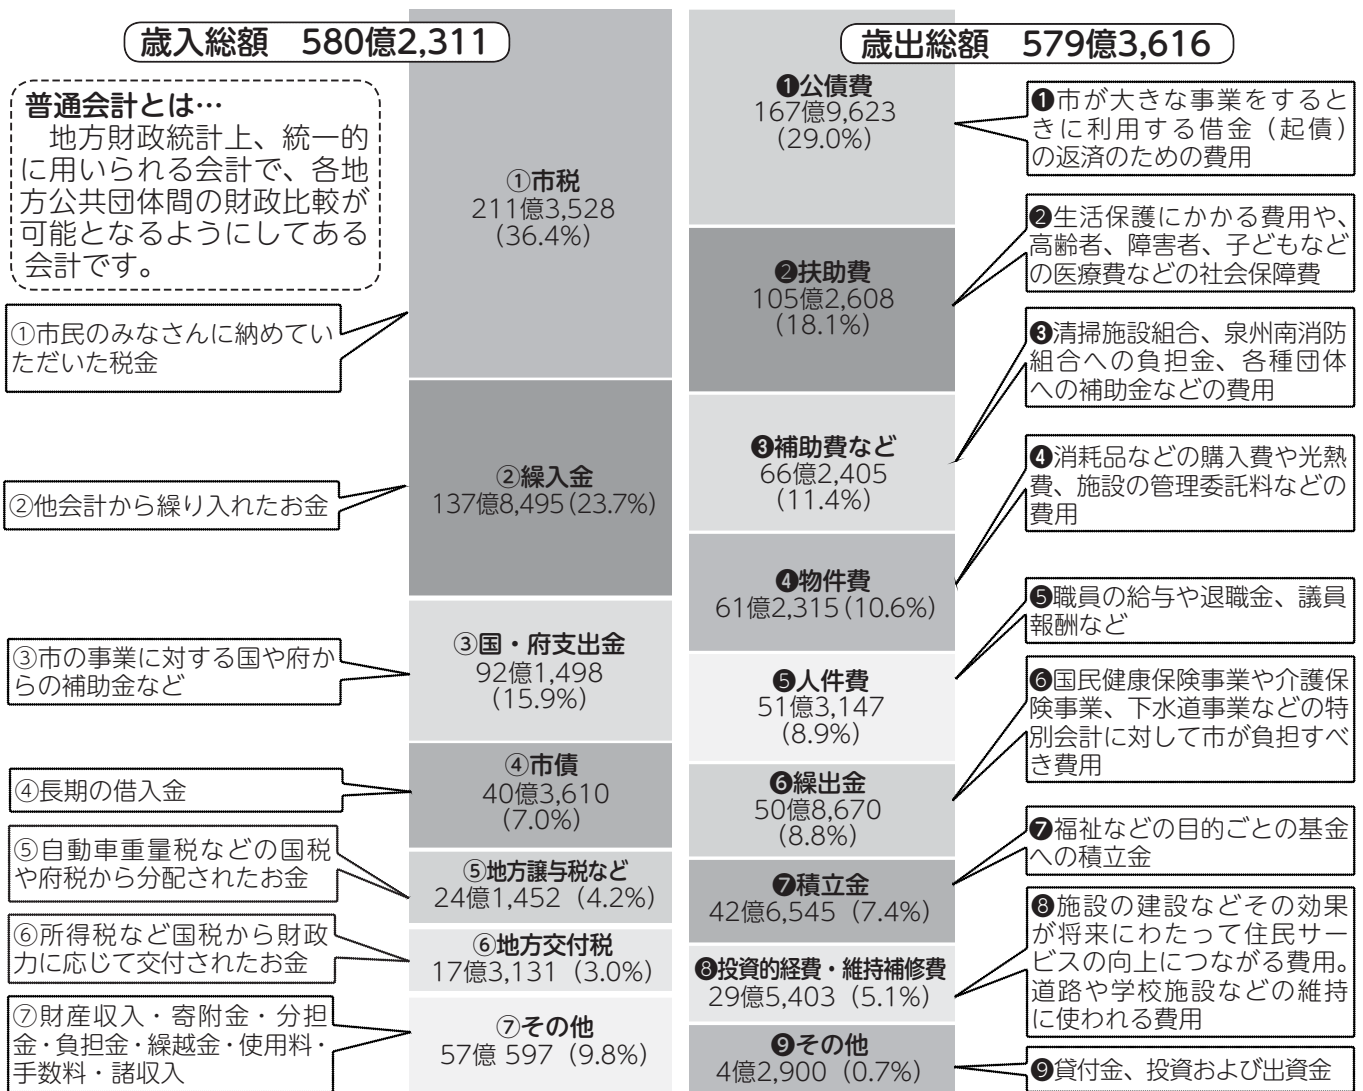 歳入総額 580億2,311
普通会計とは…
地方財政統計上、統一的
に用いられる会計で、各地
方公共団体間の財政比較が
可能となるようにしてある
会計です。
①市民のみなさんに納めてい
ただいた税金
②他会計から繰り入れたお金
③市の事業に対する国や府か
らの補助金など
④長期の借入金
⑤自動車重量税などの国税
や府税から分配されたお金
⑥所得税など国税から財政
力に応じて交付されたお金
⑦財産収入・寄附金・分担
金・負担金・繰越金・使用料・
手数料・諸収入
①市税
211億3,528
(36.4%)
②繰入金
137億8,495(23.7%)
③国・府支出金
92億1,498
(15.9%)
④市債
40億3,610
(7.0%)
⑤地方譲与税など
24億1,452 (4.2%)
⑥地方交付税
17億3,131 (3.0%)
⑦その他
57億 597 (9.8%)
歳出総額 579億3,616
❶公債費
167億9,623
(29.0%)
❷扶助費
105億2,608
(18.1%)
❸補助費など
66億2,405
(11.4%)
❹物件費
61億2,315(10.6%)
❺人件費
51億3,147
(8.9%)
❻繰出金
50億8,670
(8.8%)
❼積立金
42億6,545 (7.4%)
❽投資的経費・維持補修費
29億5,403 (5.1%)
❾その他
4億2,900 (0.7%)
❶市が大きな事業をすると
きに利用する借金（起債）
の返済のための費用
❷生活保護にかかる費用や、
高齢者、障害者、子どもなど
の医療費などの社会保障費
❸清掃施設組合、泉州南消防
組合への負担金、各種団体
への補助金などの費用
❹消耗品などの購入費や光熱
費、施設の管理委託料などの
費用
❺職員の給与や退職金、議員
報酬など
❻国民健康保険事業や介護保
険事業、下水道事業などの特
別会計に対して市が負担すべ
き費用
❼福祉などの目的ごとの基金
への積立金
❽施設の建設などその効果
が将来にわたって住民サー
ビスの向上につながる費用。
道路や学校施設などの維持
に使われる費用
❾貸付金、投資および出資金